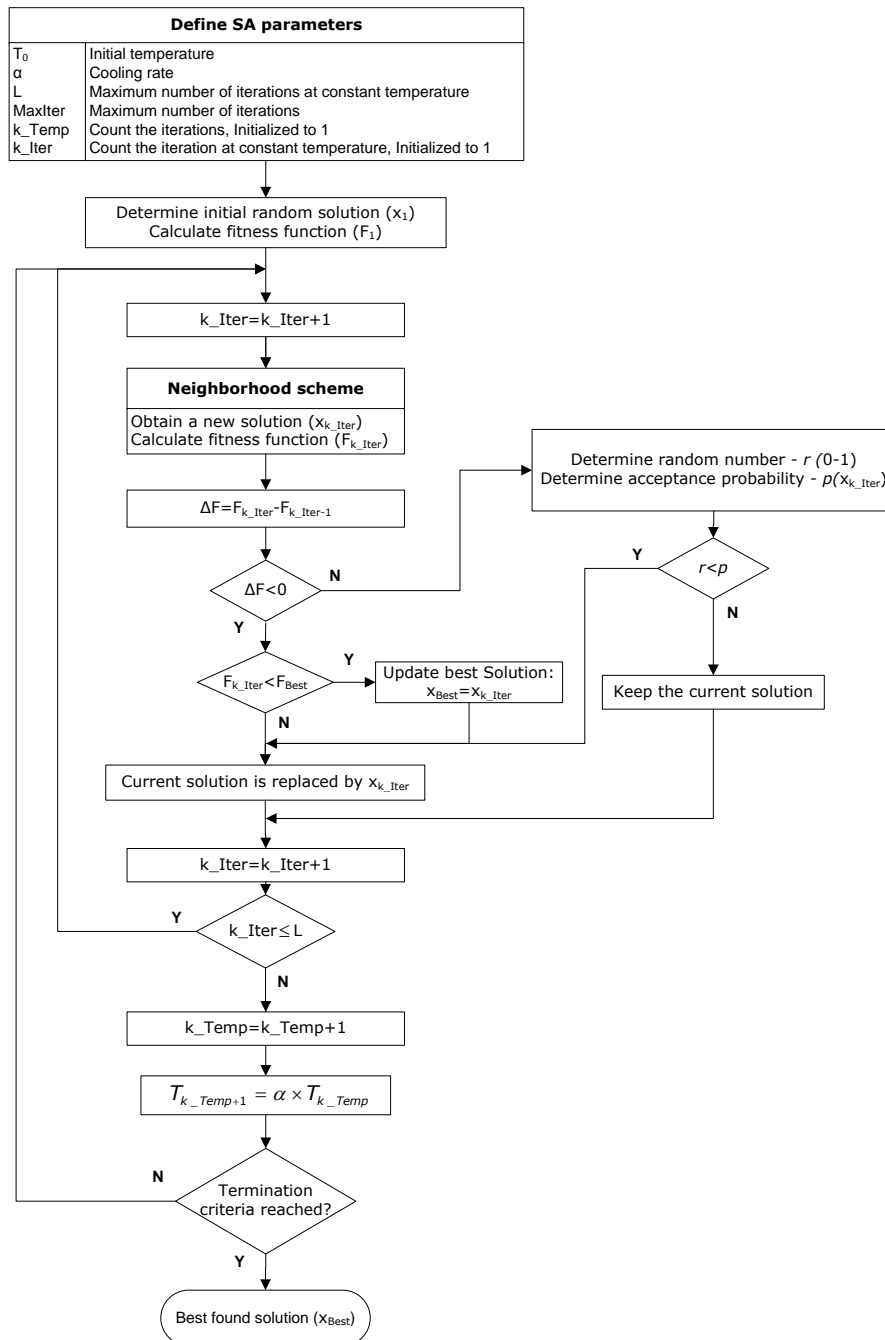 Define SA parameters
T₀ Initial temperature
α Cooling rate
L Maximum number of iterations at constant temperature
MaxIter Maximum number of iterations
k_Temp Count the iterations, Initialized to 1
k_Iter Count the iteration at constant temperature, Initialized to 1
Determine initial random solution (x₁)
Calculate fitness function (F₁)
k_Iter=k_Iter+1
Neighborhood scheme
Obtain a new solution (xk_Iter)
Calculate fitness function (Fk_Iter)
Determine random number - r (0-1)
Determine acceptance probability - p(xk_Iter)
ΔF=Fk_Iter-Fk_Iter-1
Y
r<p
N
ΔF<0
N
Y
Fk_Iter<FBest
Y
Update best Solution:
xBest=xk_Iter
N
Keep the current solution
Current solution is replaced by xk_Iter
k_Iter=k_Iter+1
Y
k_Iter≤L
N
k_Temp=k_Temp+1
Tk_Temp+1 = α × Tk_Temp
N
Termination
criteria reached?
Y
Best found solution (xBest)